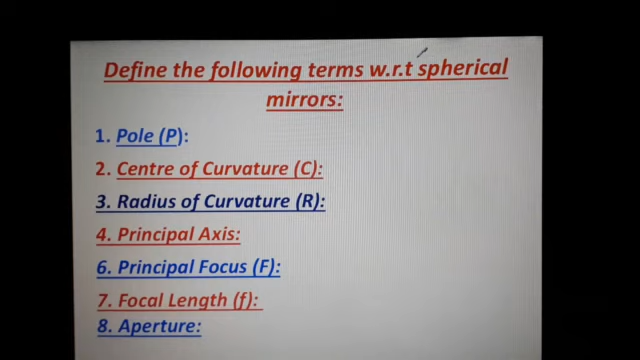 Define the following terms w.r.t spherical
mirrors:
1. Pole (P):
2. Centre of Curvature (C):
3. Radius of Curvature (R):
4. Principal Axis:
6. Principal Focus (F):
7. Focal Length (f):
8. Aperture: